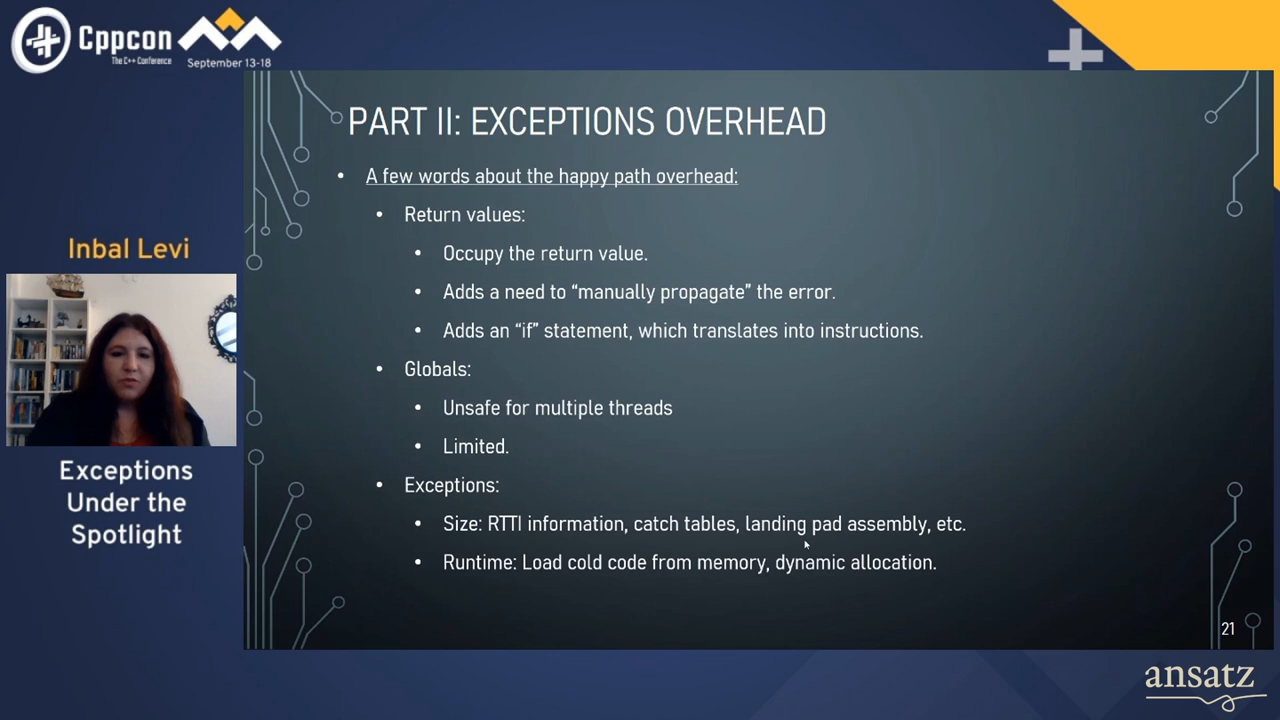 Cppcon
The C++ Conference
September 13-18
PART II: EXCEPTIONS OVERHEAD
• A few words about the happy path overhead:
• Return values:
• Occupy the return value.
• Adds a need to “manually propagate” the error.
• Adds an “if” statement, which translates into instructions.
• Globals:
• Unsafe for multiple threads
• Limited.
• Exceptions:
• Size: RTTI information, catch tables, landing pad assembly, etc.
• Runtime: Load cold code from memory, dynamic allocation.
21
Inbal Levi
Exceptions
Under the
Spotlight
ansatz